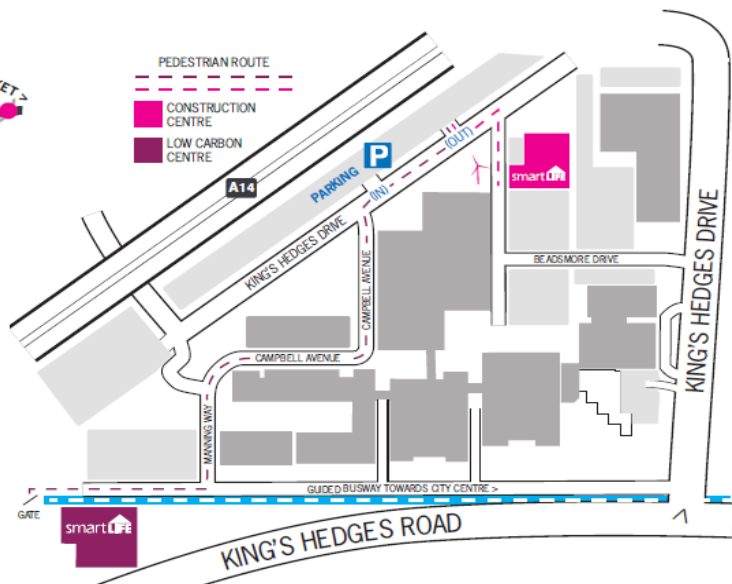 PEDESTRIAN ROUTE
CONSTRUCTION
CENTRE
LOW CARBON
CENTRE
A14
P
PARKING
(IN)
(OUT)
KING'S HEDGES DRIVE
smartLIFE
BEADSMORE DRIVE
KING'S HEDGES DRIVE
CAMPBELL AVENUE
CAMPBELL AVENUE
MANNING WAY
GUIDED BUSWAY TOWARDS CITY CENTRE >
GATE
smartLIFE
KING'S HEDGES ROAD